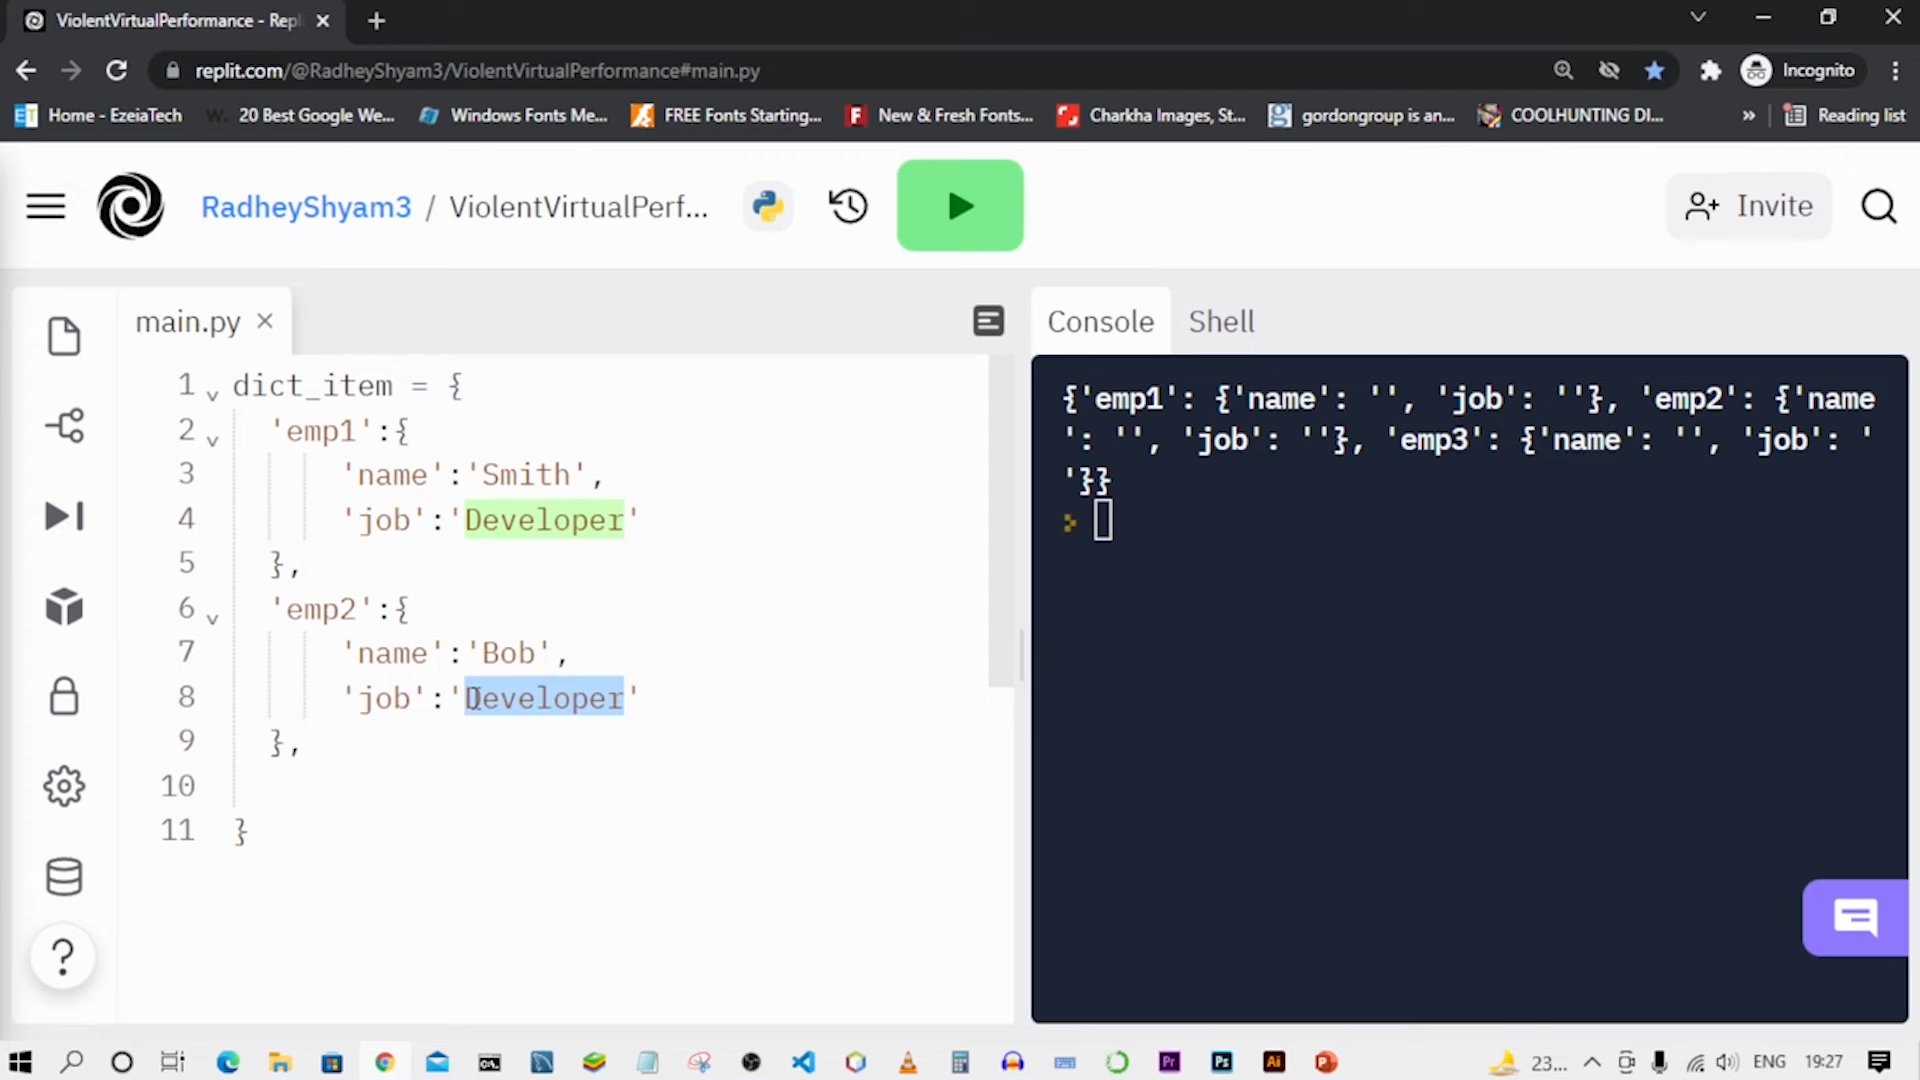 ViolentVirtualPerformance - Repl
replit.com/@RadheyShyam3/ViolentVirtualPerformance#main.py
Incognito
Home - EzeiaTech
20 Best Google We...
Windows Fonts Me...
FREE Fonts Starting...
New & Fresh Fonts...
Charkha Images, St...
gordongroup is an...
COOLHUNTING DI...
Reading list
RadheyShyam3 / ViolentVirtualPerf...
Invite
main.py
Console
Shell
1 dict_item = {
2 'emp1':{
3 'name':'Smith',
4 'job':'Developer'
5 },
6 'emp2':{
7 'name':'Bob',
8 'job':'Developer'
9 },
10
11 }
{'emp1': {'name': '', 'job': ''}, 'emp2': {'name
': '', 'job': ''}, 'emp3': {'name': '', 'job': '
'}}
>
23...
ENG
19:27